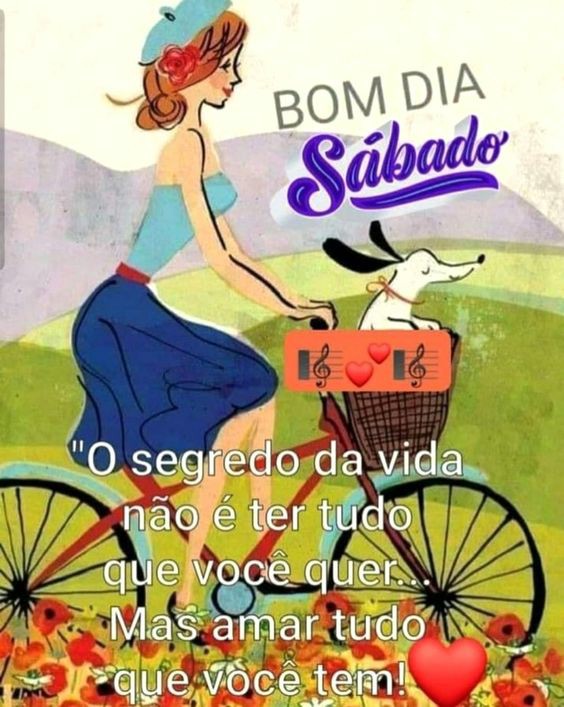 BOM DIA
Sábado
🎼💕🎼
"O segredo da vida
não é ter tudo
que você quer...
Mas amar tudo
que você tem!❤️